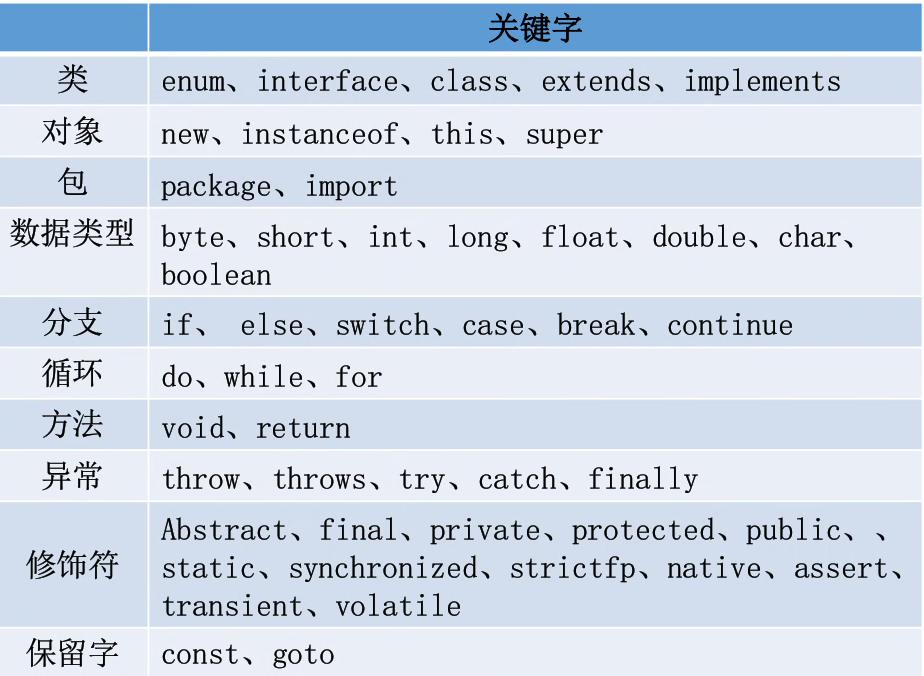 关键字
类 enum、interface、class、extends、implements
对象 new、instanceof、this、super
包 package、import
数据类型 byte、short、int、long、float、double、char、
boolean
分支 if、 else、switch、case、break、continue
循环 do、while、for
方法 void、return
异常 throw、throws、try、catch、finally
Abstract、final、private、protected、public、、
修饰符 static、synchronized、strictfp、native、assert、
transient、volatile
保留字 const、goto